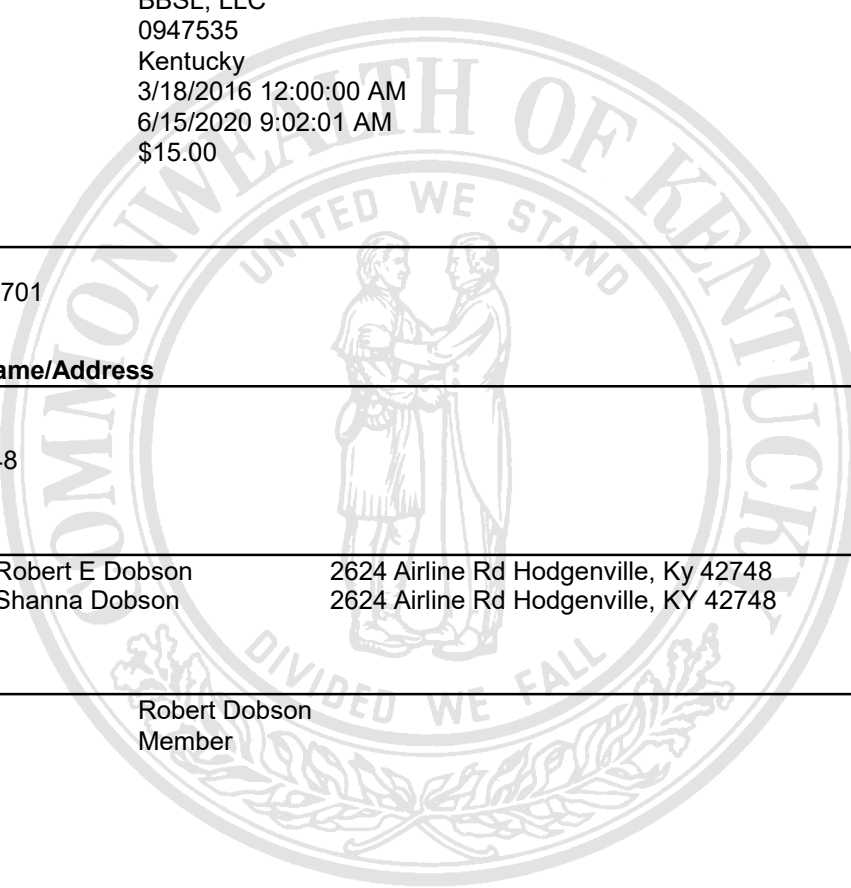 BBSL, LLC
0947535
Kentucky
3/18/2016 12:00:00 AM
6/15/2020 9:02:01 AM
$15.00
COMMONWEALTH OF KENTUCKY
UNITED WE STAND
701
ame/Address
48
Robert E Dobson 2624 Airline Rd Hodgenville, Ky 42748
Shanna Dobson 2624 Airline Rd Hodgenville, KY 42748
DIVIDED WE FALL
Robert Dobson
Member